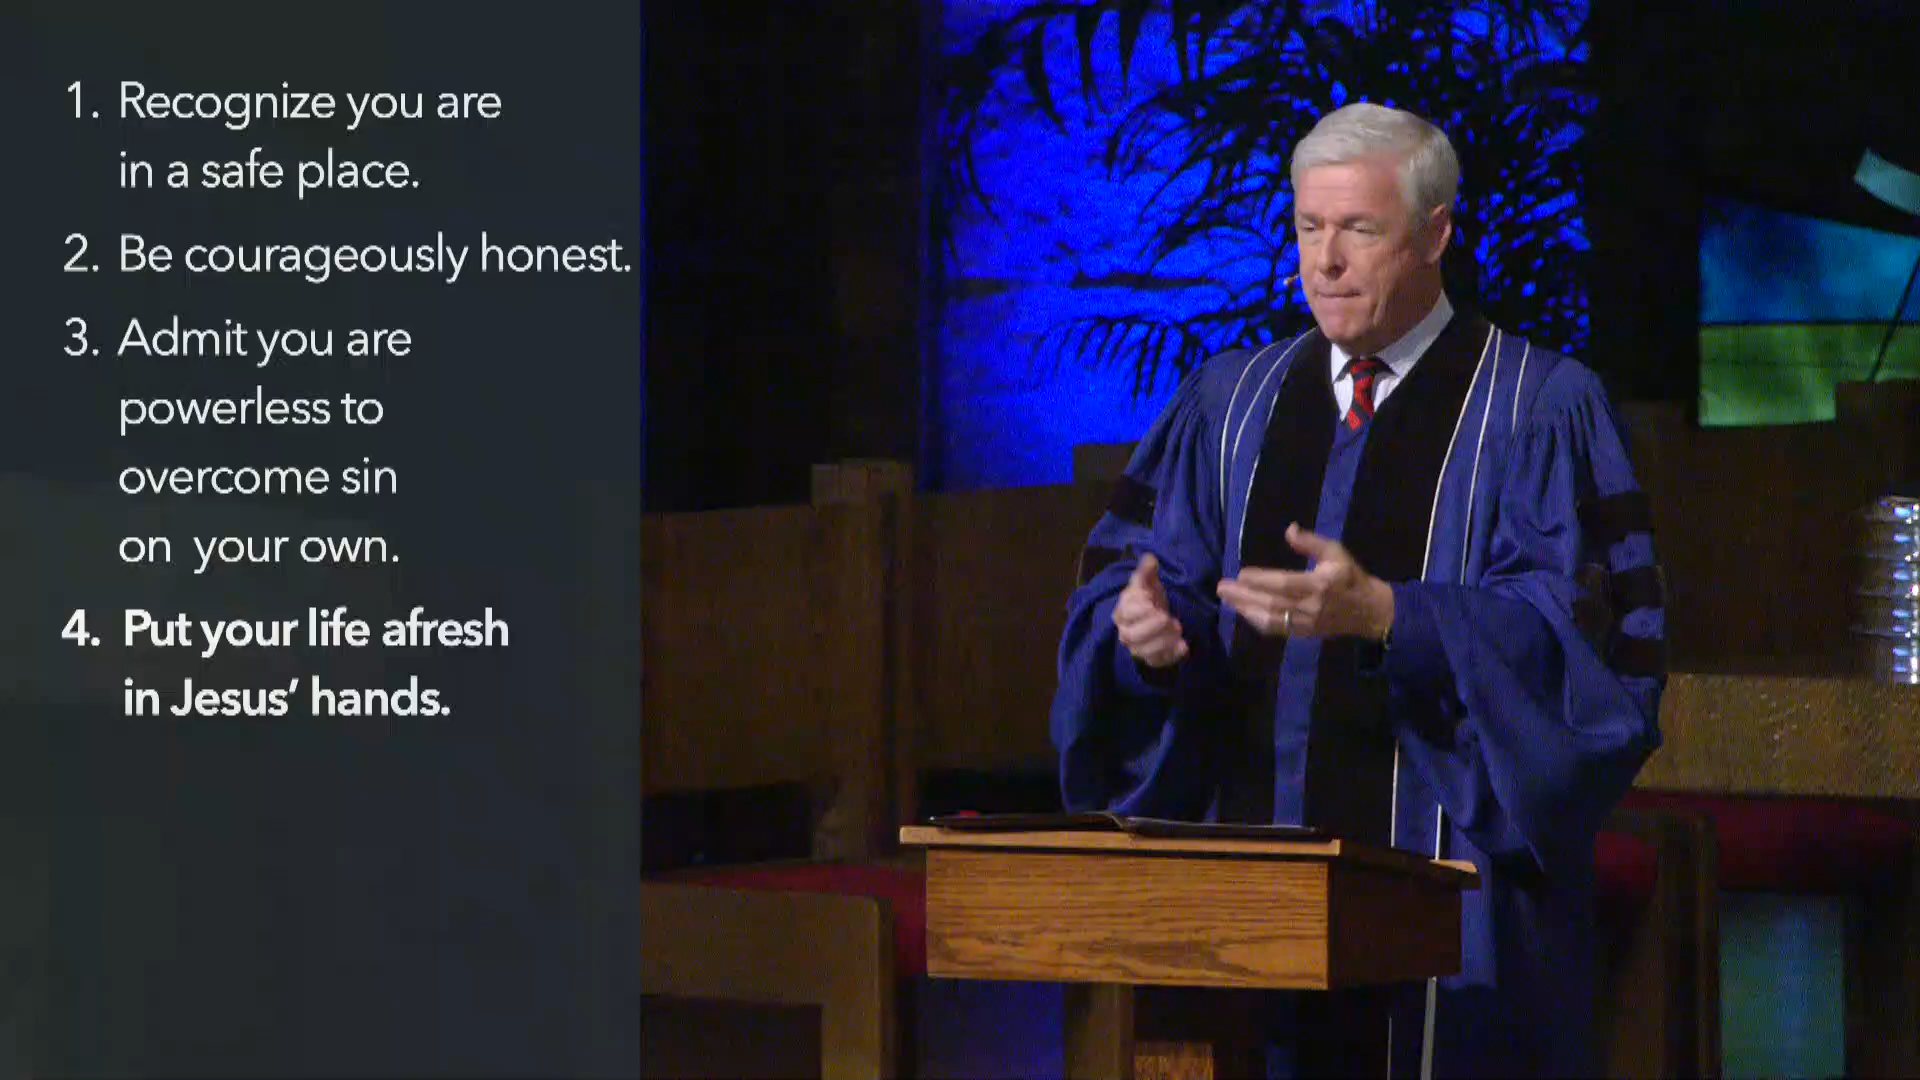 1. Recognize you are
in a safe place.
2. Be courageously honest.
3. Admit you are
powerless to
overcome sin
on your own.
4. Put your life afresh
in Jesus’ hands.